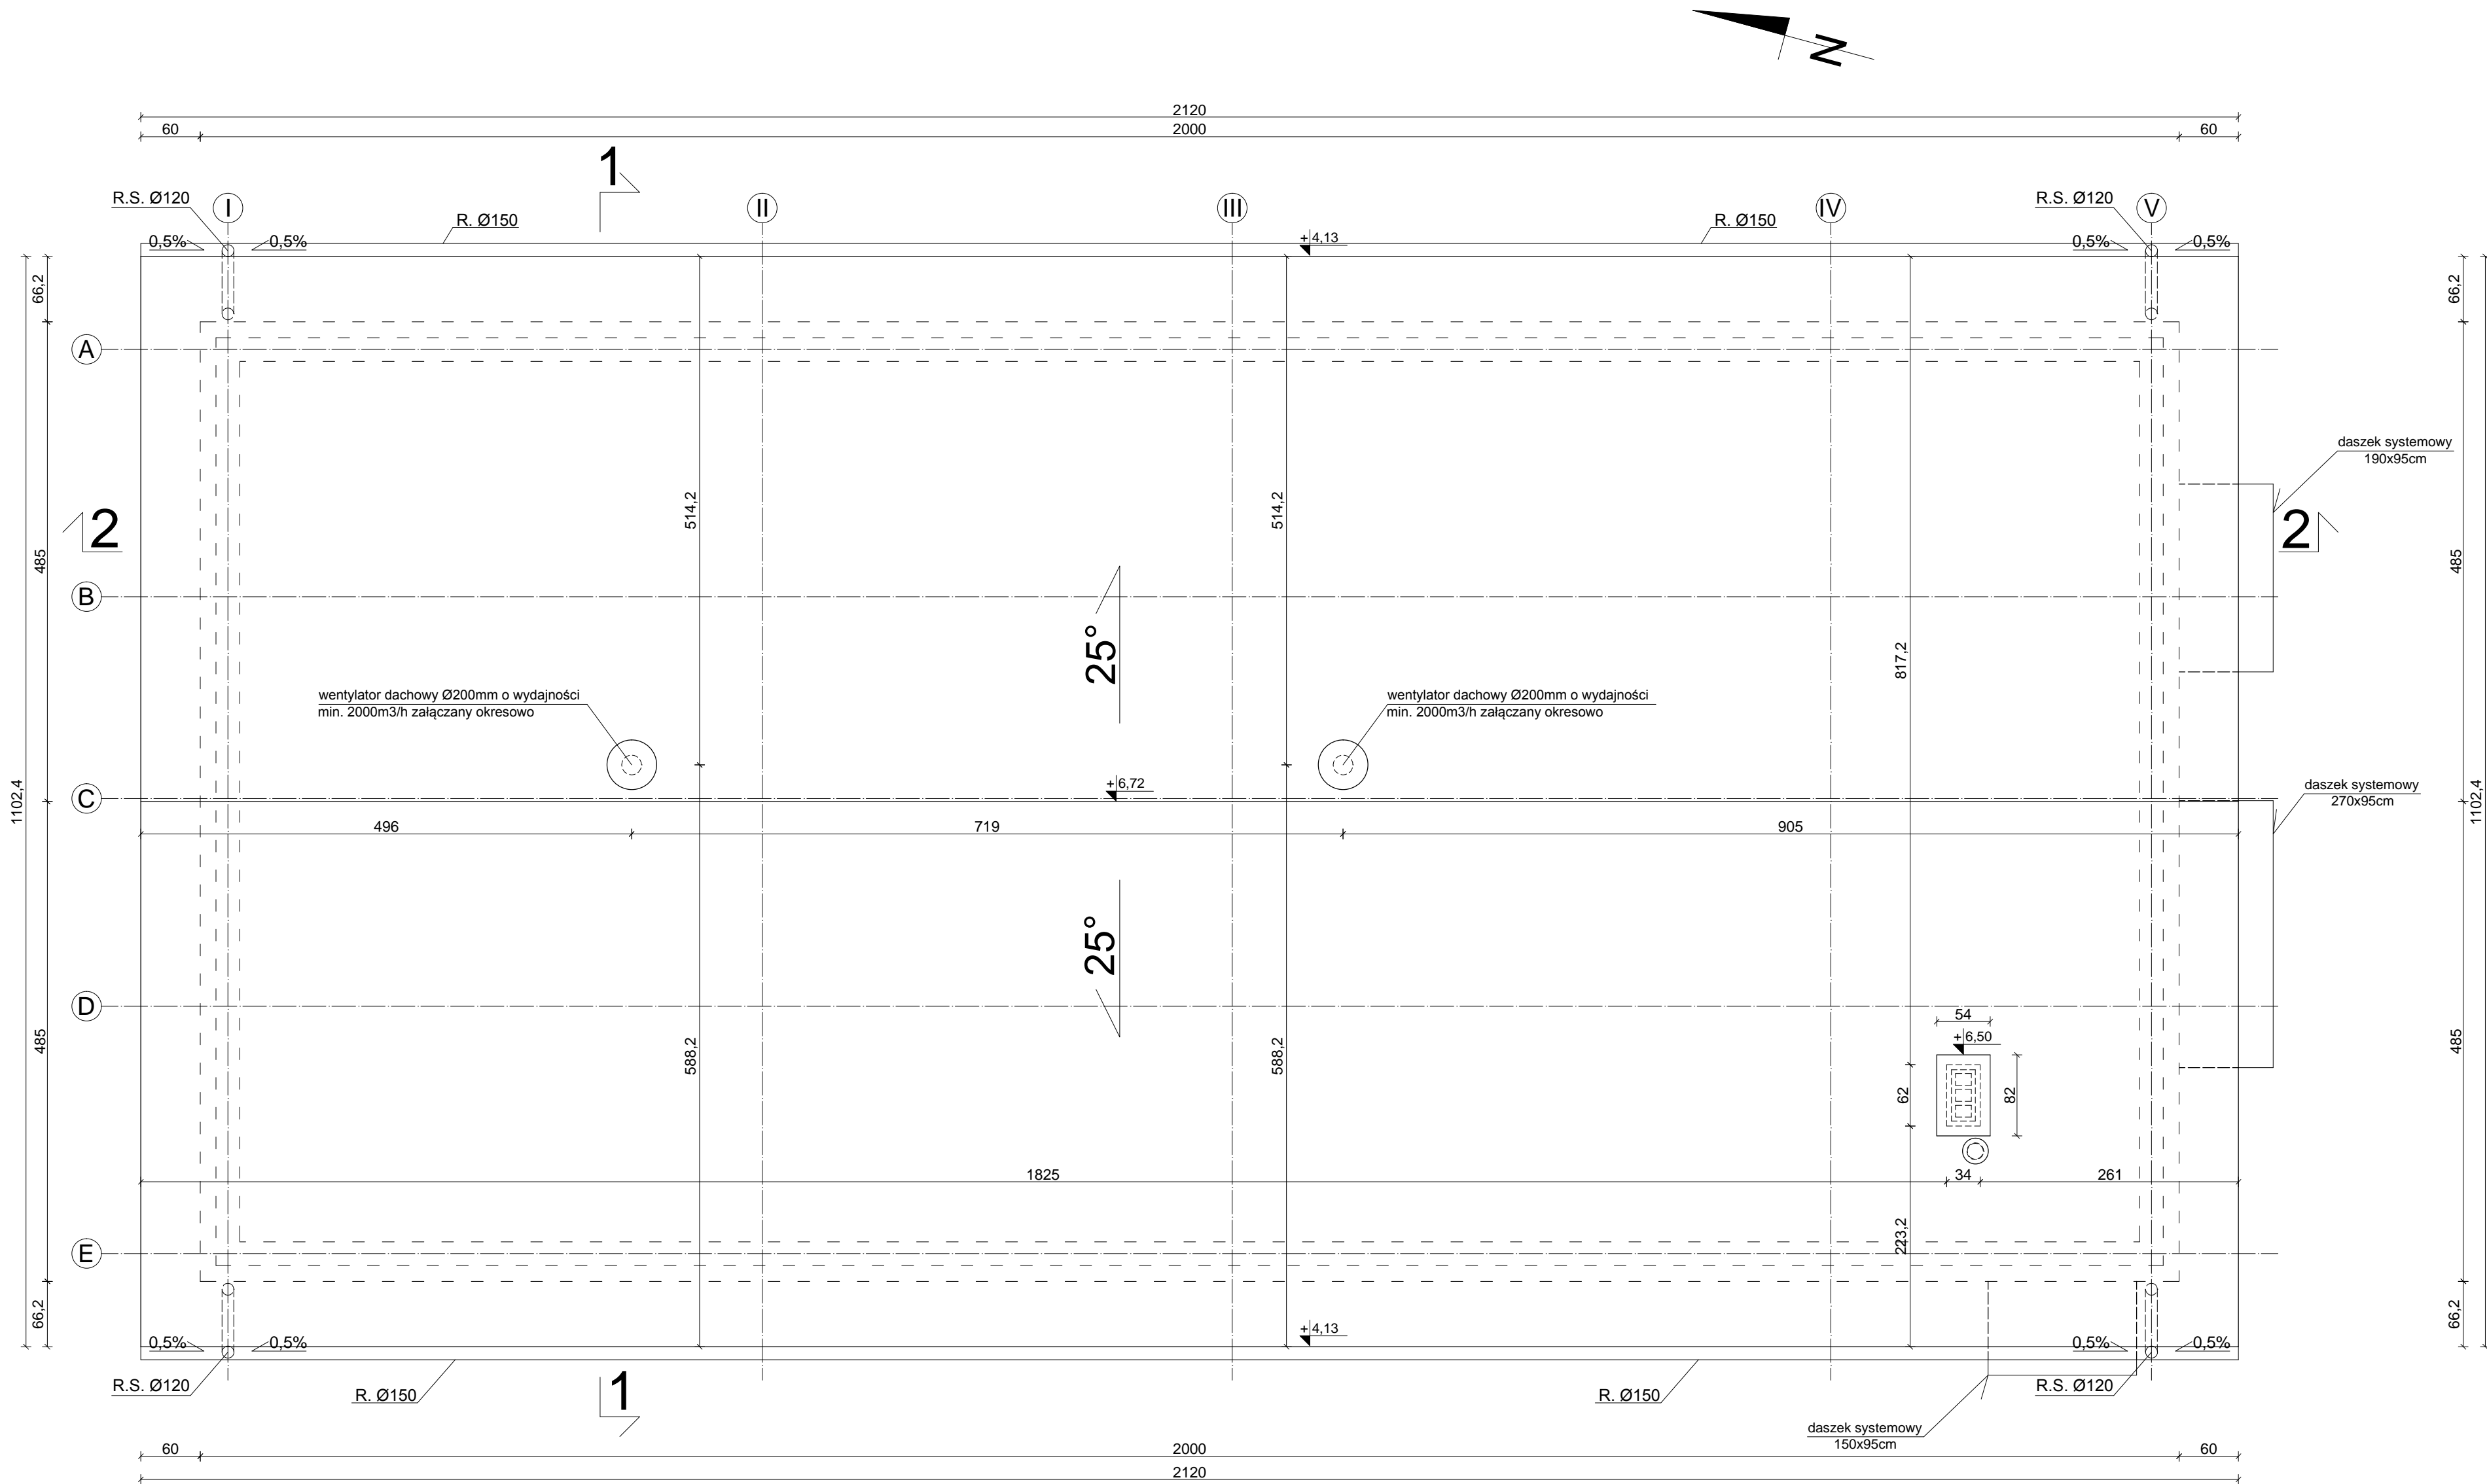 N
2120
60
2000
60
1
R.S. Ø120
I
R. Ø150
II
III
R. Ø150
IV
R.S. Ø120
V
0,5%
0,5%
+4,13
0,5%
0,5%
66,2
66,2
A
daszek systemowy
190x95cm
514,2
514,2
2
2
485
485
B
25°
817,2
wentylator dachowy Ø200mm o wydajności
min. 2000m3/h załączany okresowo
wentylator dachowy Ø200mm o wydajności
min. 2000m3/h załączany okresowo
1102,4
C
+6,72
daszek systemowy
270x95cm
1102,4
496
719
905
25°
D
54
+6,50
485
588,2
588,2
62
82
485
1825
34
261
223,2
E
66,2
66,2
0,5%
0,5%
+4,13
0,5%
0,5%
R.S. Ø120
R. Ø150
1
R. Ø150
R.S. Ø120
daszek systemowy
150x95cm
60
2000
60
2120